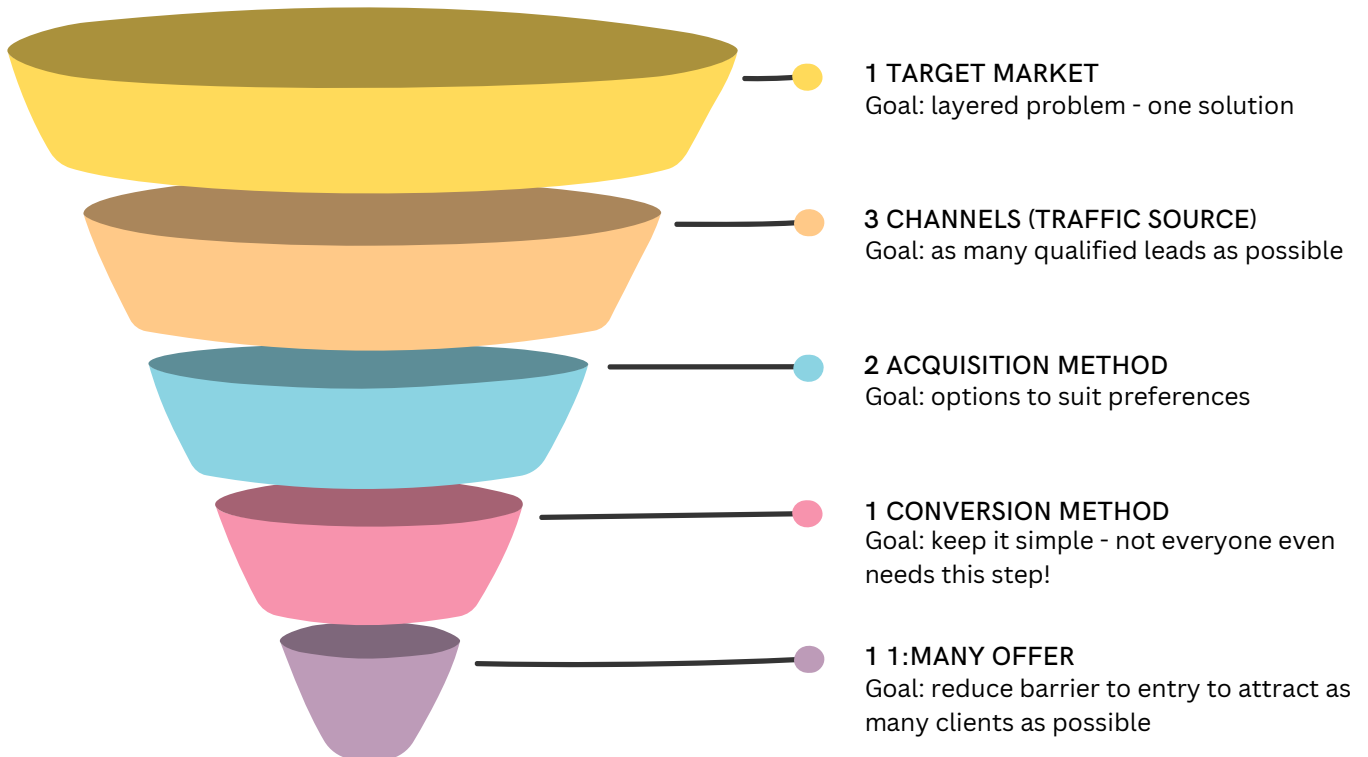 1 TARGET MARKET
Goal: layered problem - one solution
3 CHANNELS (TRAFFIC SOURCE)
Goal: as many qualified leads as possible
2 ACQUISITION METHOD
Goal: options to suit preferences
1 CONVERSION METHOD
Goal: keep it simple - not everyone even
needs this step!
1 1:MANY OFFER
Goal: reduce barrier to entry to attract as
many clients as possible